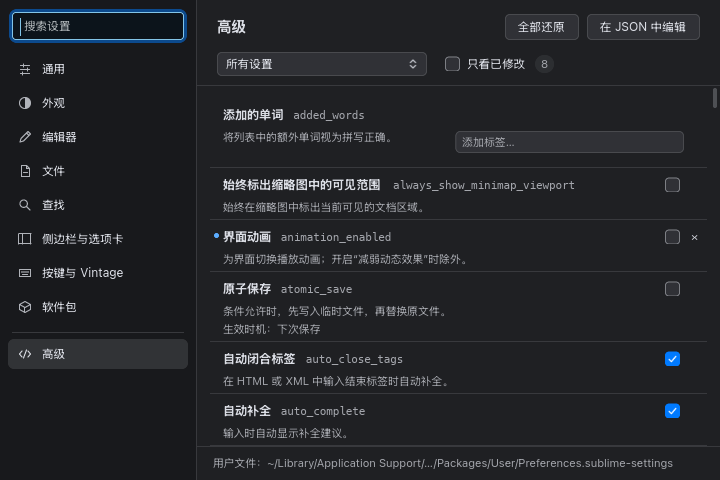 搜索设置
通用
外观
编辑器
文件
查找
侧边栏与选项卡
按键与 Vintage
软件包
高级
高级
全部还原
在 JSON 中编辑
所有设置
只看已修改 8
添加的单词 added_words
将列表中的额外单词视为拼写正确。
添加标签…
始终标出缩略图中的可见范围 always_show_minimap_viewport
始终在缩略图中标出当前可见的文档区域。
界面动画 animation_enabled
为界面切换播放动画；开启“减弱动态效果”时除外。
原子保存 atomic_save
条件允许时，先写入临时文件，再替换原文件。
生效时机：下次保存
自动闭合标签 auto_close_tags
在 HTML 或 XML 中输入结束标签时自动补全。
自动补全 auto_complete
输入时自动显示补全建议。
用户文件：~/Library/Application Support/…/Packages/User/Preferences.sublime-settings